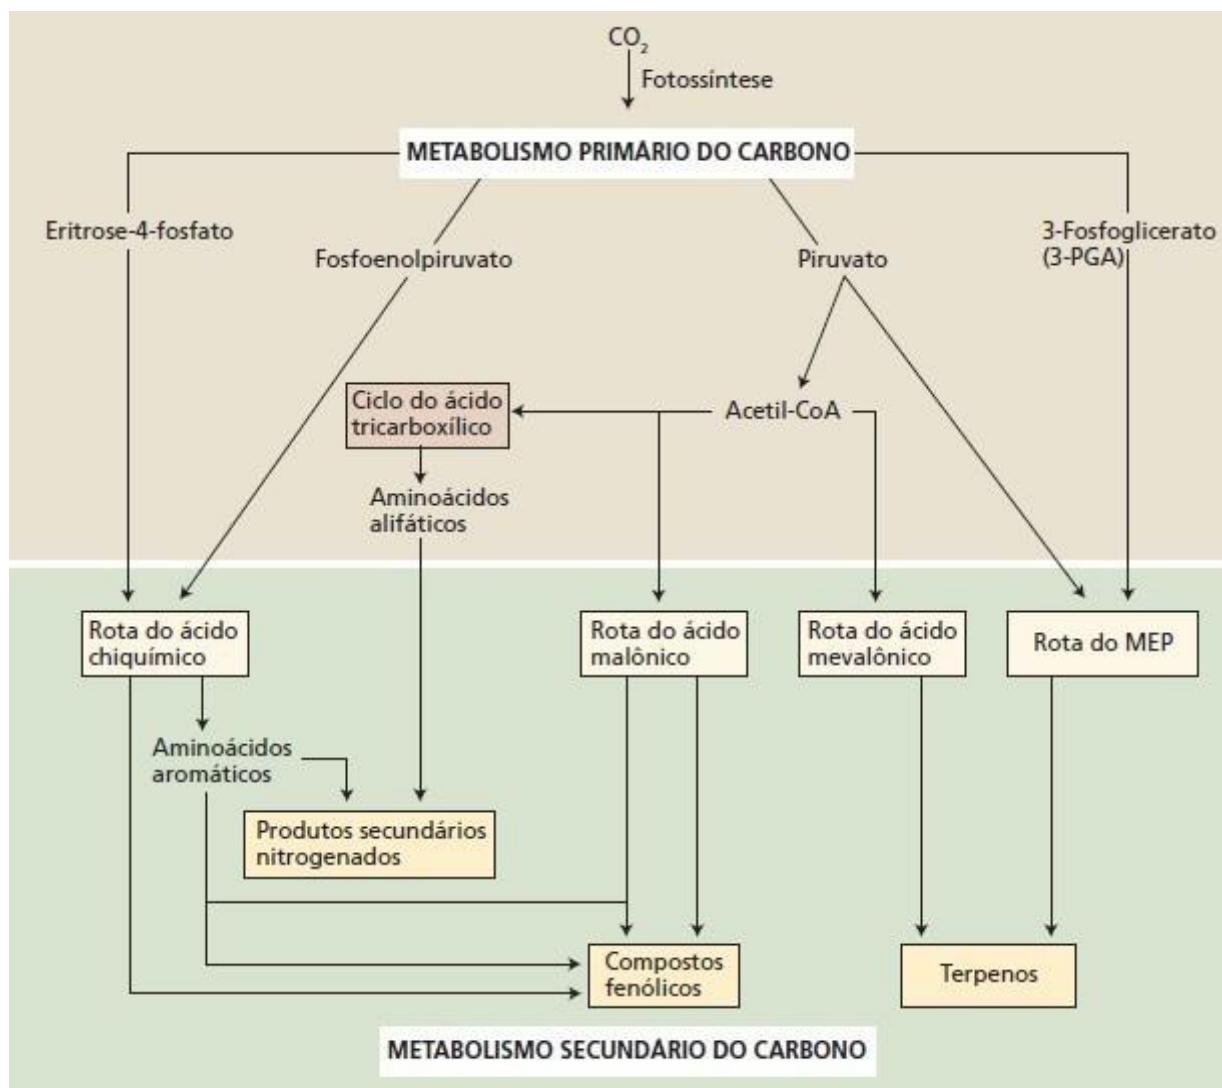 CO₂
Fotossíntese
METABOLISMO PRIMÁRIO DO CARBONO
Eritrose-4-fosfato
Fosfoenolpiruvato
Piruvato
3-Fosfoglicerato
(3-PGA)
Ciclo do ácido
tricarboxílico
Acetil-CoA
Aminoácidos
alifáticos
Rota do ácido
chiquímico
Rota do ácido
malônico
Rota do ácido
mevalônico
Rota do MEP
Aminoácidos
aromáticos
Produtos secundários
nitrogenados
Compostos
fenólicos
Terpenos
METABOLISMO SECUNDÁRIO DO CARBONO